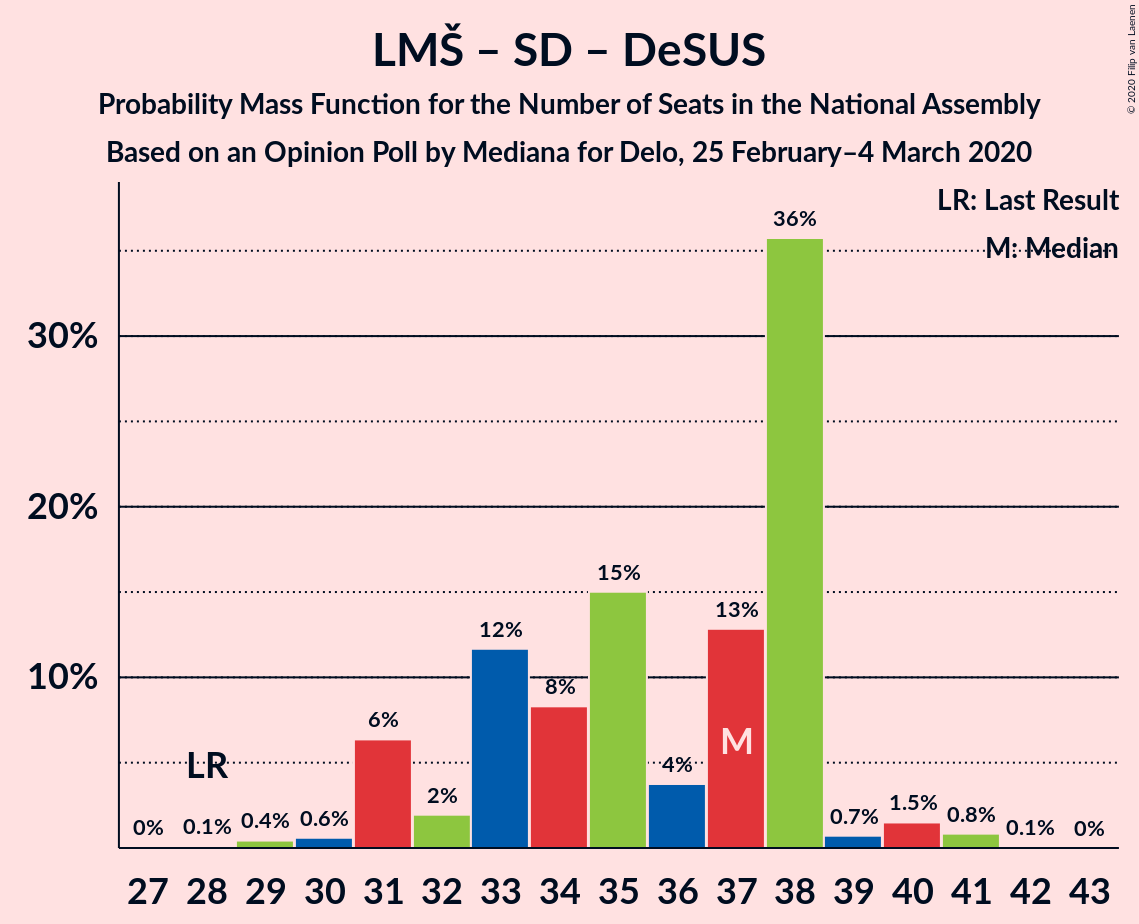 LMŠ – SD – DeSUS
Probability Mass Function for the Number of Seats in the National Assembly
Based on an Opinion Poll by Mediana for Delo, 25 February–4 March 2020
© 2020 Filip van Laenen
LR: Last Result
M: Median
30%
20%
10%
0%
0.1%
0.4%
0.6%
6%
2%
12%
8%
15%
4%
13%
36%
0.7%
1.5%
0.8%
0.1%
0%
LR
M
27 28 29 30 31 32 33 34 35 36 37 38 39 40 41 42 43